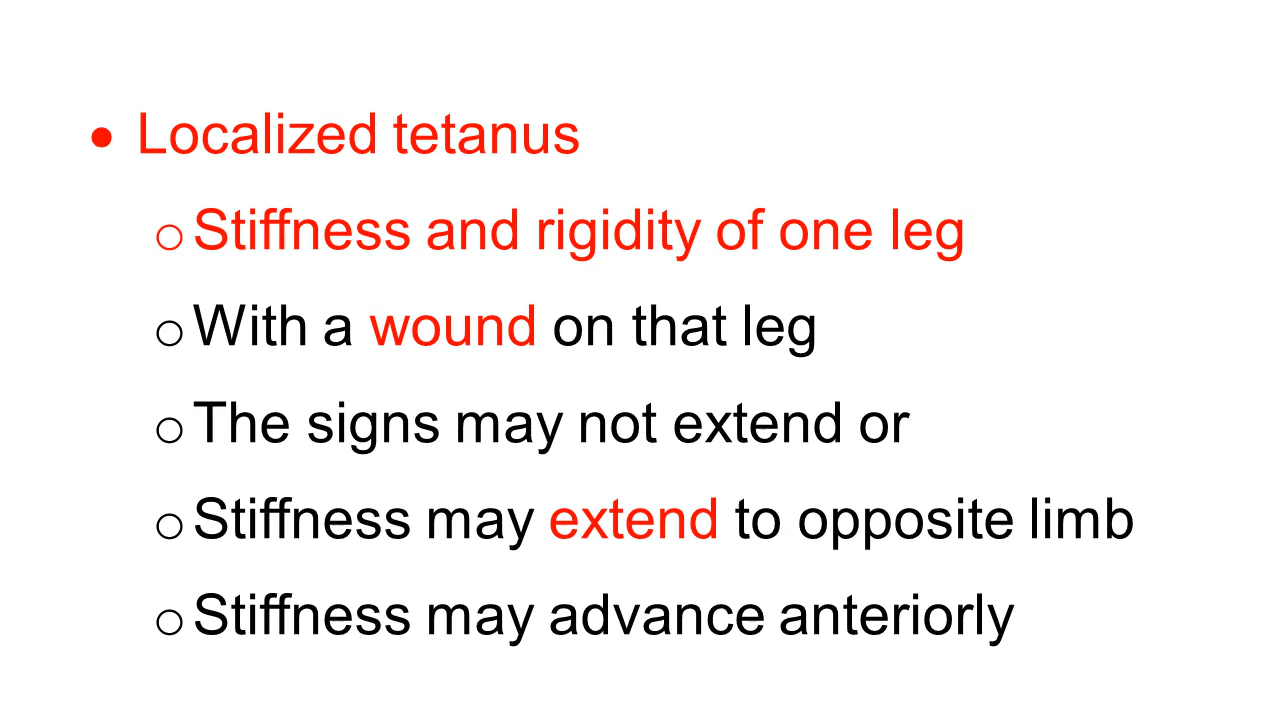 • Localized tetanus
o Stiffness and rigidity of one leg
o With a wound on that leg
o The signs may not extend or
o Stiffness may extend to opposite limb
o Stiffness may advance anteriorly